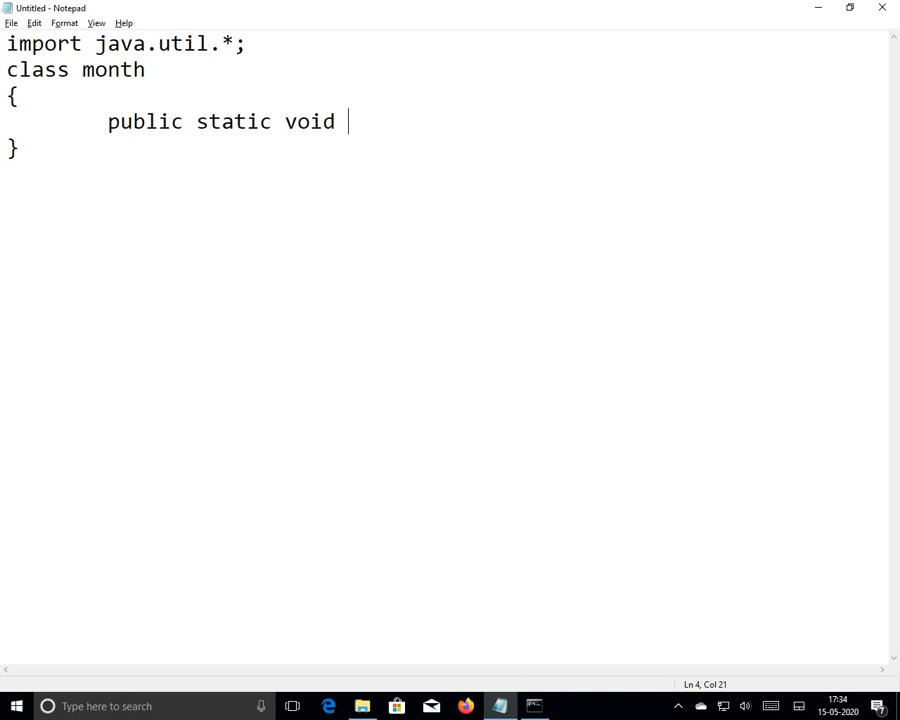 Untitled - Notepad
File Edit Format View Help
import java.util.*;
class month
{
public static void
}
Ln 4, Col 21
Type here to search
17:34
15-05-2020
7